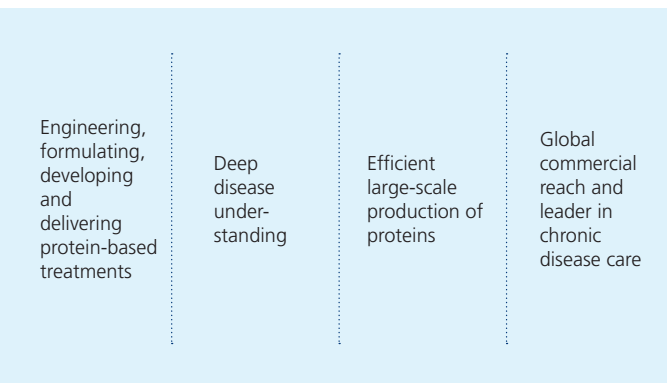 Engineering,
formulating,
developing
and
delivering
protein-based
treatments
Deep
disease
under-
standing
Efficient
large-scale
production of
proteins
Global
commercial
reach and
leader in
chronic
disease care